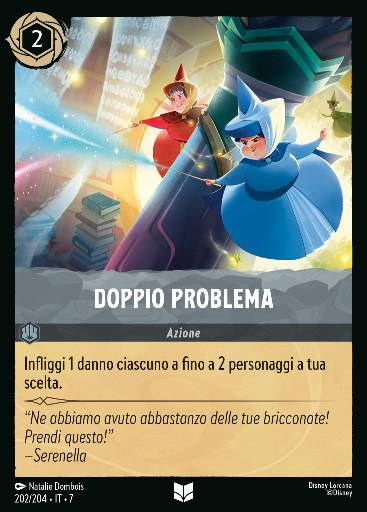 2
DOPPIO PROBLEMA
Azione
Infliggi 1 danno ciascuno a fino a 2 personaggi a tua
scelta.
“Ne abbiamo avuto abbastanza delle tue bricconate!
Prendi questo!”
–Serenella
Natalie Dombois
202/204 • IT • 7
Disney Lorcana
©Disney